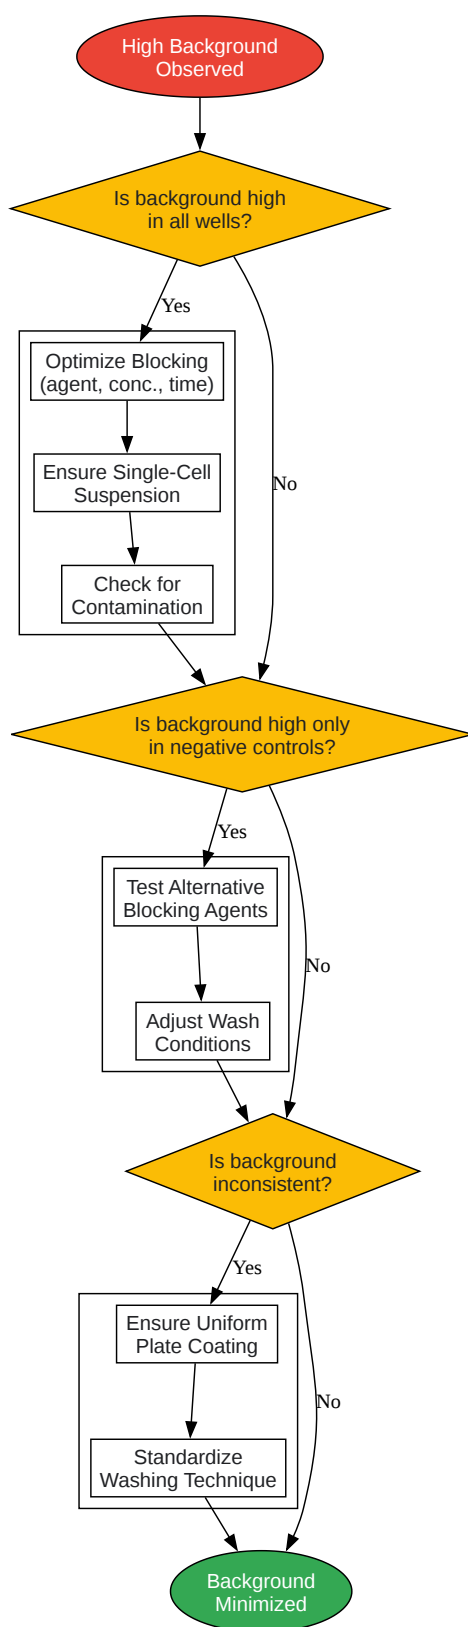 High Background
Observed
Is background high
in all wells?
Yes
Optimize Blocking
(agent, conc., time)
Ensure Single-Cell
Suspension
No
Check for
Contamination
Is background high only
in negative controls?
Yes
Test Alternative
Blocking Agents
No
Adjust Wash
Conditions
Is background
inconsistent?
Yes
Ensure Uniform
Plate Coating
No
Standardize
Washing Technique
Background
Minimized